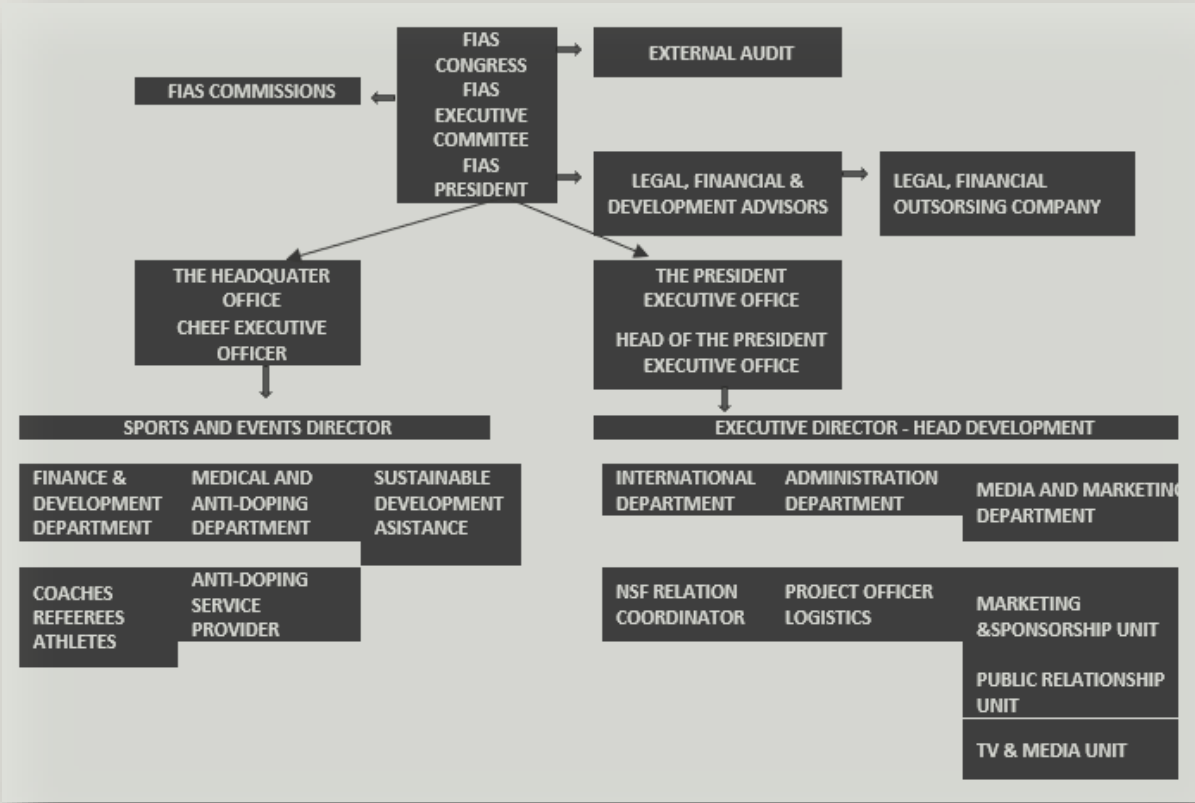 FIAS
CONGRESS
FIAS
EXECUTIVE
COMMITEE
FIAS
PRESIDENT
EXTERNAL AUDIT
FIAS COMMISSIONS
LEGAL, FINANCIAL &
DEVELOPMENT ADVISORS
LEGAL, FINANCIAL
OUTSORSING COMPANY
THE HEADQUATER
OFFICE
CHEEF EXECUTIVE
OFFICER
THE PRESIDENT
EXECUTIVE OFFICE
HEAD OF THE PRESIDENT
EXECUTIVE OFFICE
SPORTS AND EVENTS DIRECTOR
EXECUTIVE DIRECTOR - HEAD DEVELOPMENT
FINANCE &
DEVELOPMENT
DEPARTMENT
MEDICAL AND
ANTI-DOPING
DEPARTMENT
SUSTAINABLE
DEVELOPMENT
ASISTANCE
INTERNATIONAL
DEPARTMENT
ADMINISTRATION
DEPARTMENT
MEDIA AND MARKETING
DEPARTMENT
COACHES
REFEEREES
ATHLETES
ANTI-DOPING
SERVICE
PROVIDER
NSF RELATION
COORDINATOR
PROJECT OFFICER
LOGISTICS
MARKETING
&SPONSORSHIP UNIT
PUBLIC RELATIONSHIP
UNIT
TV & MEDIA UNIT